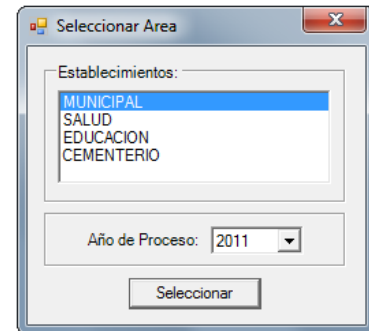 Seleccionar Area
Establecimientos:
MUNICIPAL
SALUD
EDUCACION
CEMENTERIO
Año de Proceso: 2011
Seleccionar